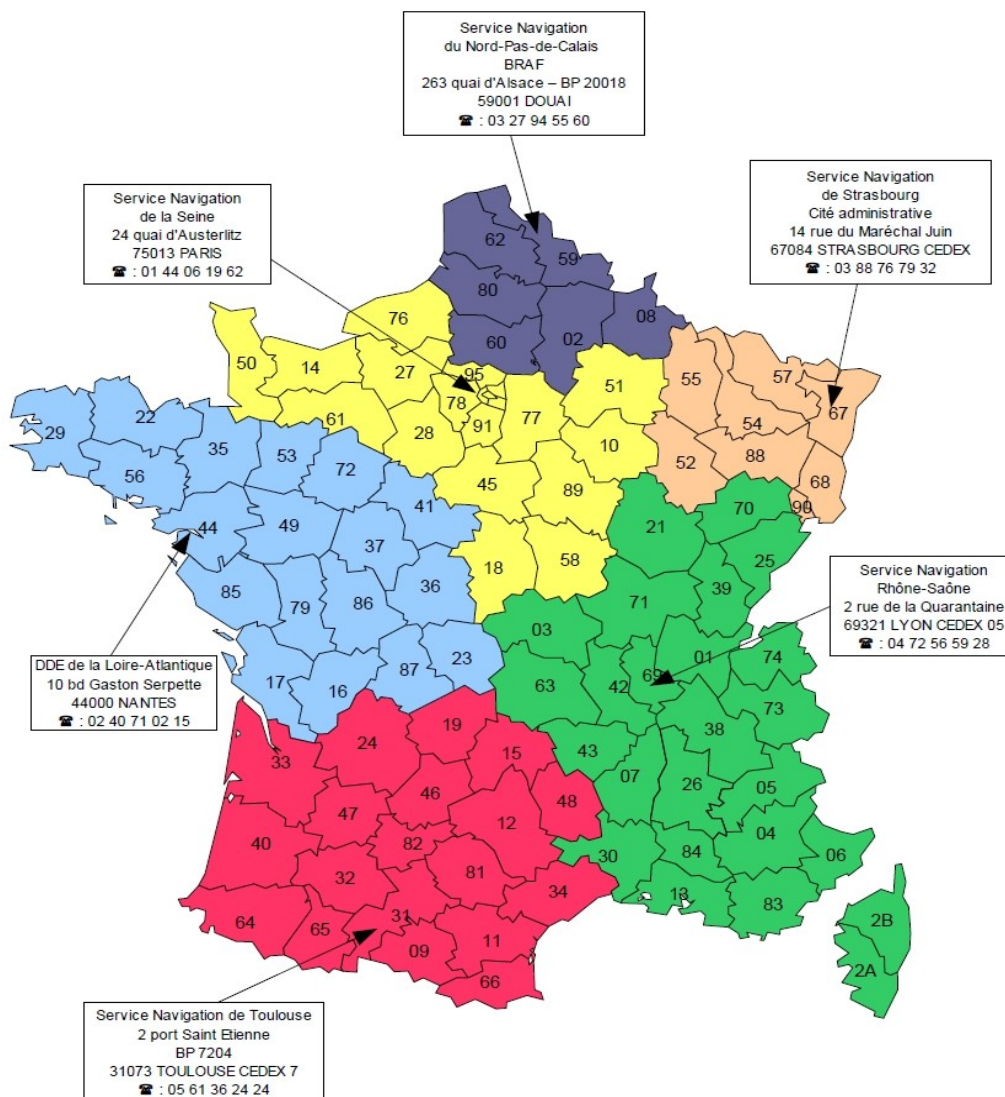 Service Navigation
du Nord-Pas-de-Calais
BRAF
263 quai d'Alsace – BP 20018
59001 DOUAI
☎ : 03 27 94 55 60
Service Navigation
de Strasbourg
Cité administrative
14 rue du Maréchal Juin
67084 STRASBOURG CEDEX
☎ : 03 88 76 79 32
Service Navigation
de la Seine
24 quai d'Austerlitz
75013 PARIS
☎ : 01 44 06 19 62
62
59
80
08
02
60
76
50
14
27
95
78
91
77
51
61
28
10
45
89
18
58
55
57
67
54
88
52
68
90
29
22
35
53
72
56
41
44
49
37
36
85
79
86
87
23
17
16
21
70
25
39
71
03
01
74
69
42
63
73
38
43
07
26
05
04
06
30
84
13
83
2B
2A
19
24
33
15
46
48
47
12
40
82
81
32
34
64
65
31
09
11
66
Service Navigation
Rhône-Saône
2 rue de la Quarantaine
69321 LYON CEDEX 05
☎ : 04 72 56 59 28
DDE de la Loire-Atlantique
10 bd Gaston Serpette
44000 NANTES
☎ : 02 40 71 02 15
Service Navigation de Toulouse
2 port Saint Etienne
BP 7204
31073 TOULOUSE CEDEX 7
☎ : 05 61 36 24 24